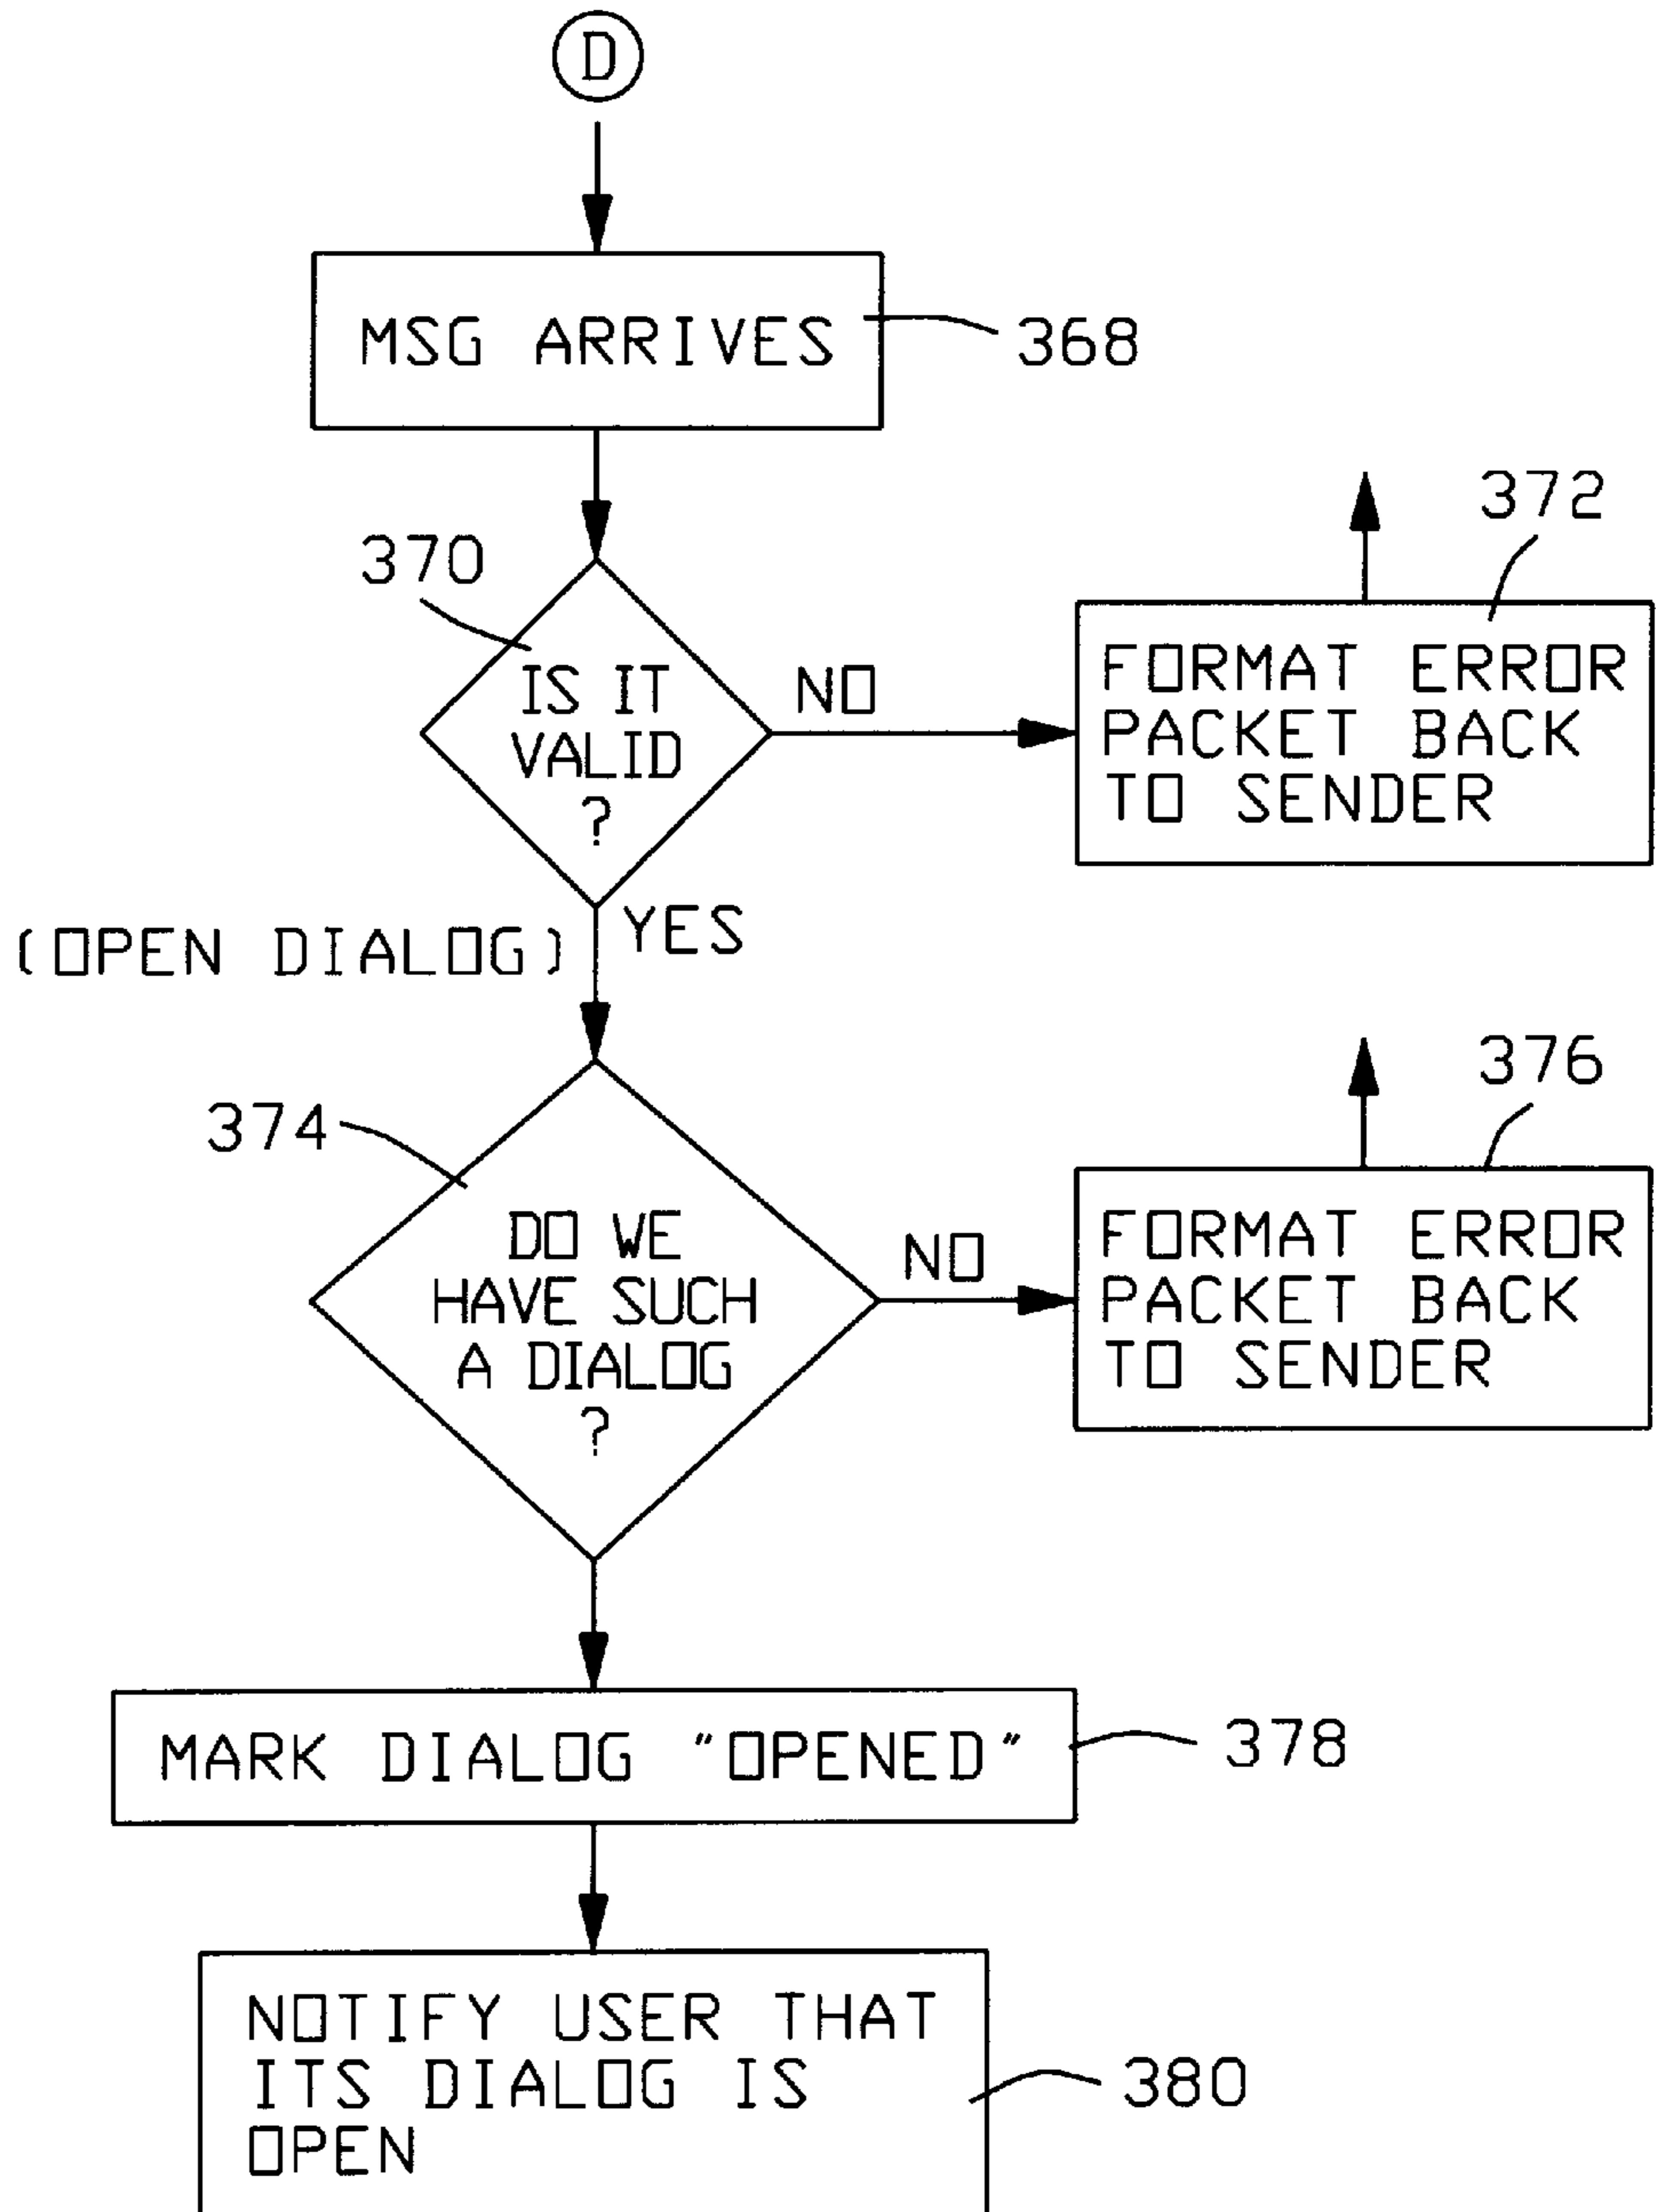 D
MSG ARRIVES
368
370
IS IT
VALID
?
NO
372
FORMAT ERROR
PACKET BACK
TO SENDER
YES
(OPEN DIALOG)
374
DO WE
HAVE SUCH
A DIALOG
?
NO
376
FORMAT ERROR
PACKET BACK
TO SENDER
MARK DIALOG "OPENED"
378
NOTIFY USER THAT
ITS DIALOG IS
OPEN
380